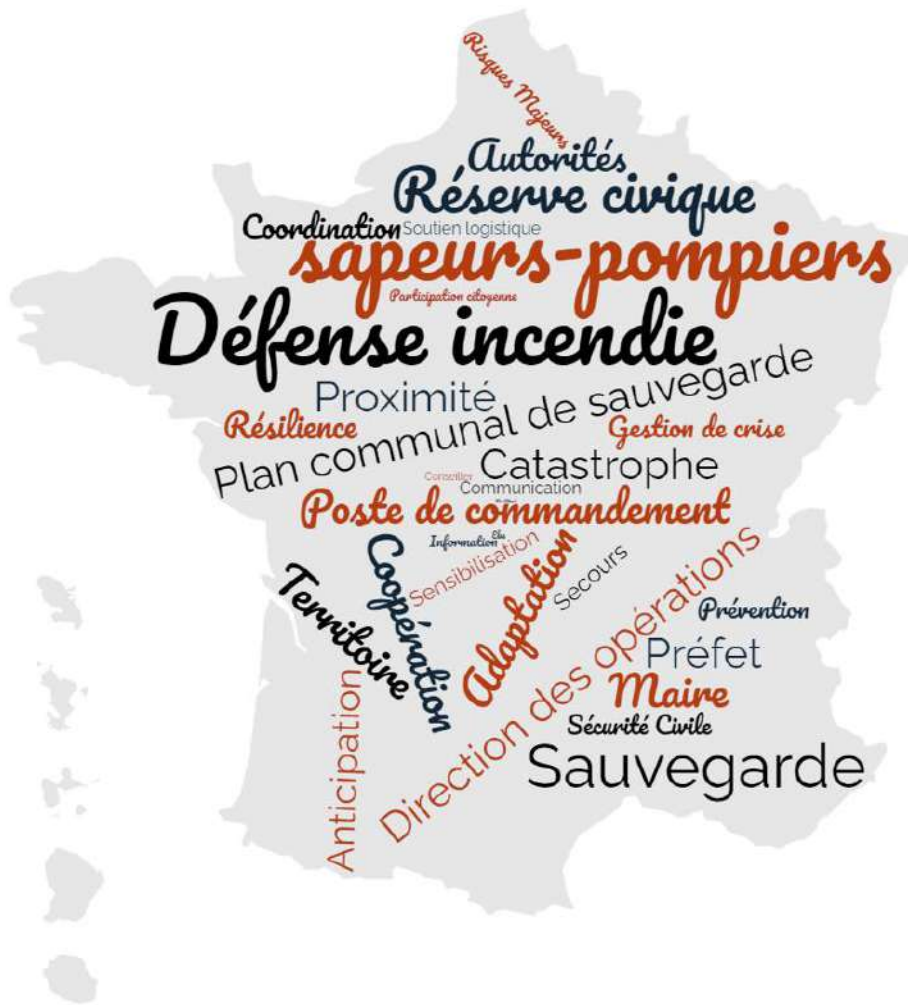 Risques Majeurs
Autorités
Réserve civique
Coordination
Soutien logistique
sapeurs-pompiers
Participation citoyenne
Défense incendie
Proximité
Plan communal de sauvegarde
Résilience
Gestion de crise
Catastrophe
Conseiller
Communication
Poste de commandement
Information
Elu
Sensibilisation
Coopération
Adaptation
Secours
Territoire
Direction des opérations
Prévention
Préfet
Maire
Anticipation
Sécurité Civile
Sauvegarde